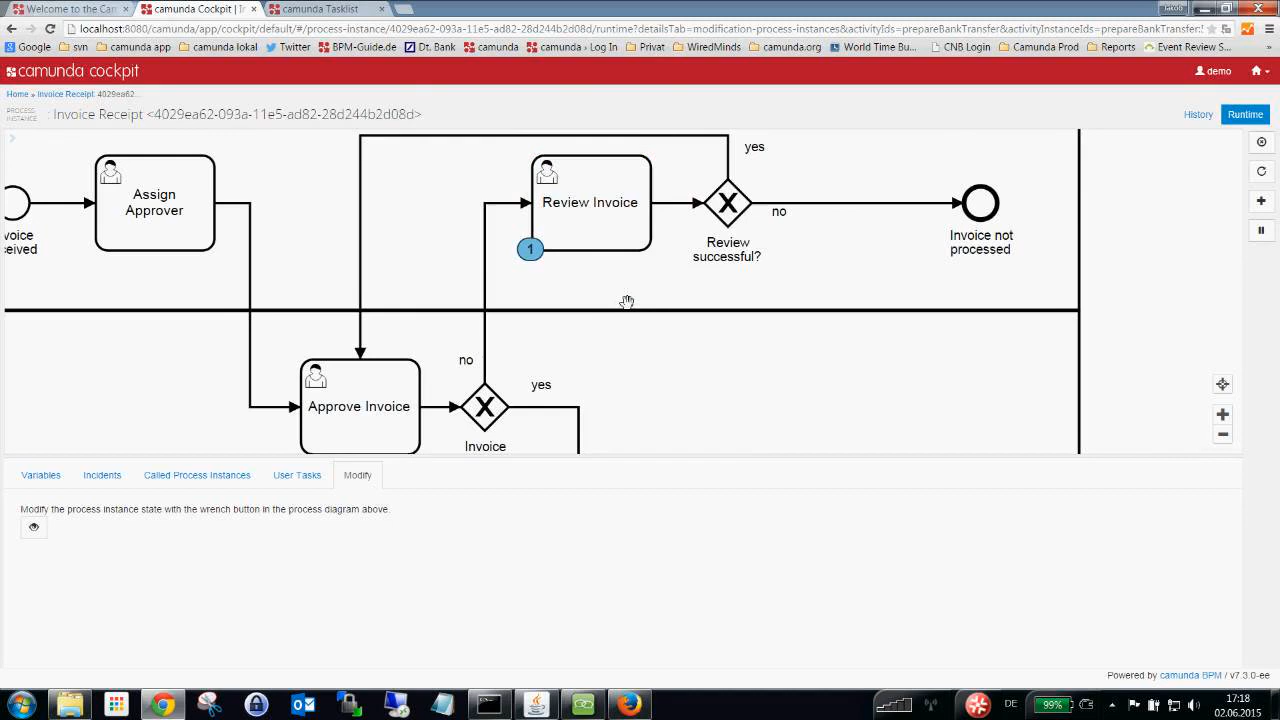 Welcome to the Can
camunda Cockpit | In
camunda Tasklist
Jakob
localhost:8080/camunda/app/cockpit/default/#/process-instance/4029ea62-093a-11e5-ad82-28d244b2d08d/runtime?detailsTab=modification-process-instances&activityIds=prepareBankTransfer&activityInstanceIds=prepareBankTransfer:
Google
svn
camunda app
camunda lokal
Twitter
BPM-Guide.de
Dt. Bank
camunda
camunda › Log In
Privat
WiredMinds
camunda.org
World Time Bu...
CNB Login
Camunda Prod
Reports
Event Review S...
camunda cockpit
demo
Home » Invoice Receipt: 4029ea62...
PROCESS INSTANCE
: Invoice Receipt <4029ea62-093a-11e5-ad82-28d244b2d08d>
History
Runtime
yes
Assign
Approver
Review Invoice
no
voice
eived
Review
successful?
Invoice not
processed
1
no
yes
Approve Invoice
Invoice
Variables
Incidents
Called Process Instances
User Tasks
Modify
Modify the process instance state with the wrench button in the process diagram above.
Powered by camunda BPM / v7.3.0-ee
DE
99%
17:18
02.06.2015